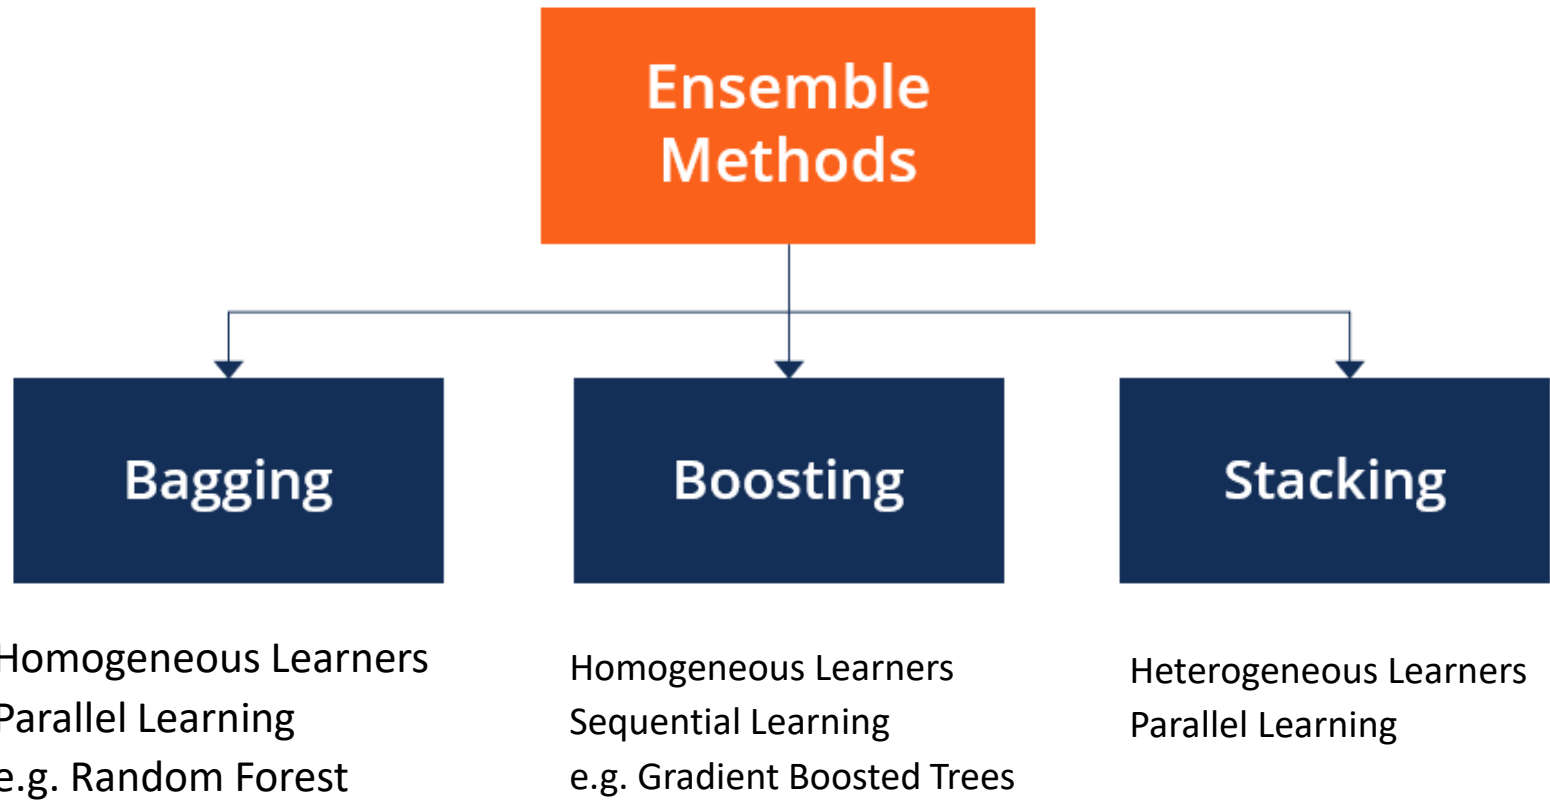 Ensemble
Methods
Bagging
Boosting
Stacking
Homogeneous Learners
Parallel Learning
e.g. Random Forest
Homogeneous Learners
Sequential Learning
e.g. Gradient Boosted Trees
Heterogeneous Learners
Parallel Learning